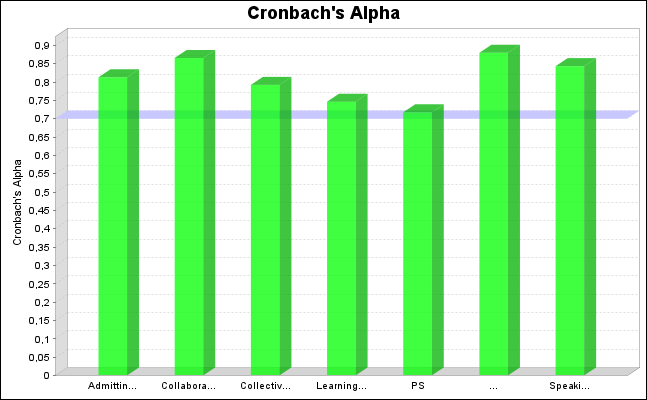 Cronbach's Alpha
Cronbach's Alpha
0,9
0,85
0,8
0,75
0,7
0,65
0,6
0,55
0,5
0,45
0,4
0,35
0,3
0,25
0,2
0,15
0,1
0,05
0
Admittin...
Collabora...
Collectiv...
Learning...
PS
...
Speaki...